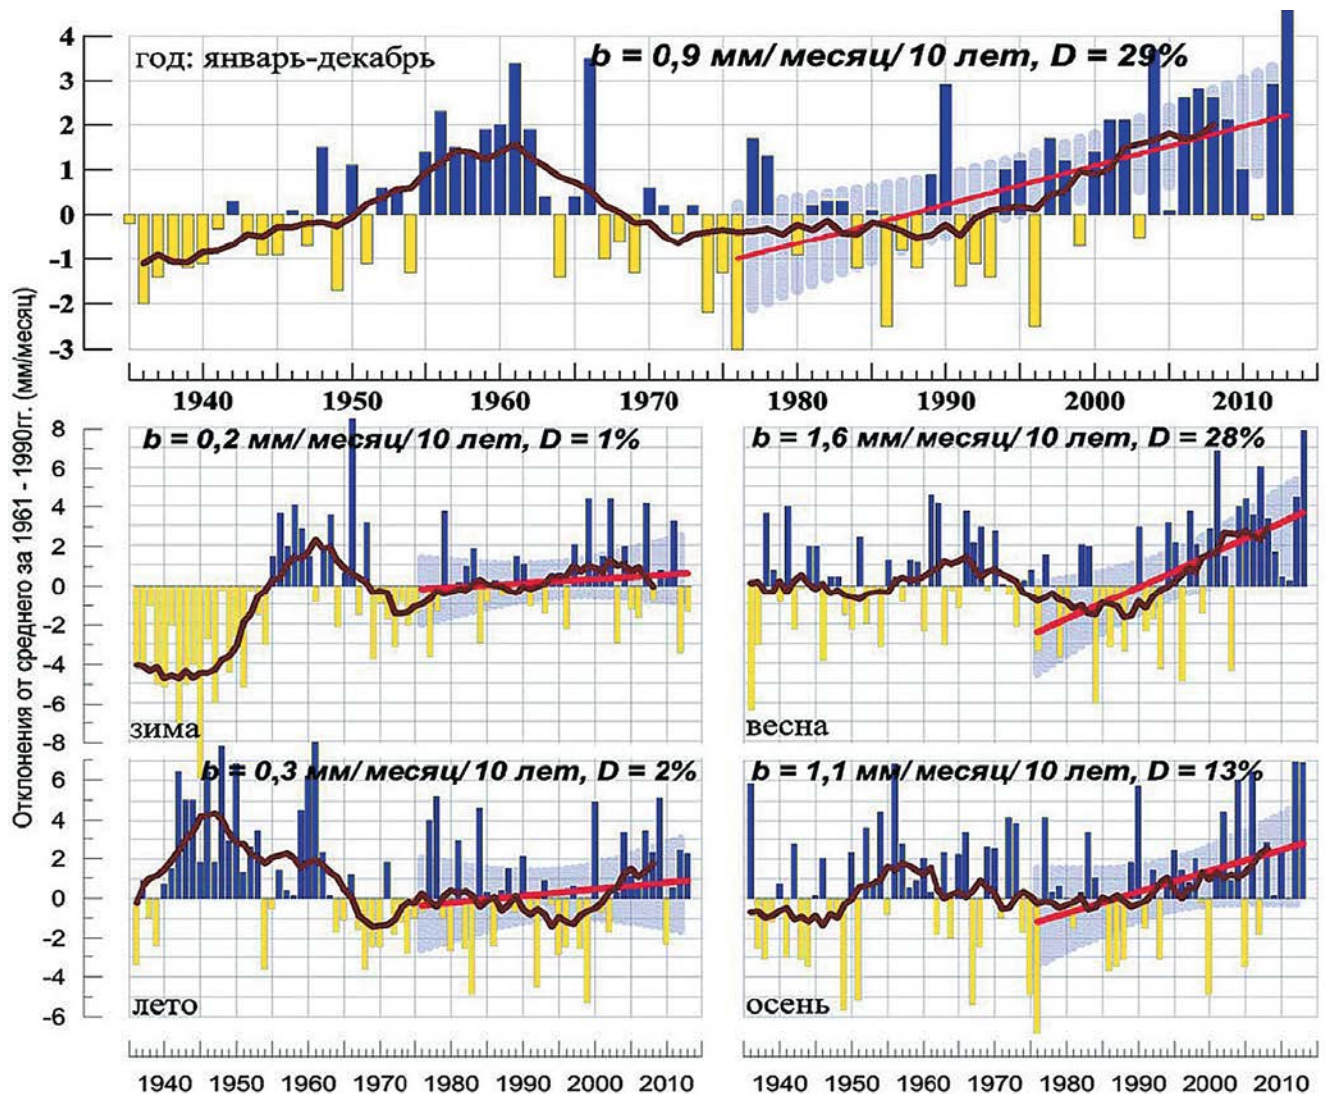 год: январь-декабрь b = 0,9 мм/месяц/10 лет, D = 29%
4
3
2
1
0
-1
-2
-3
1940 1950 1960 1970 1980 1990 2000 2010
Отклонения от среднего за 1961 - 1990гг. (мм/месяц)
b = 0,2 мм/месяц/10 лет, D = 1%
b = 1,6 мм/месяц/10 лет, D = 28%
8
6
4
2
0
-2
-4
-6
-8
зима
весна
b = 0,3 мм/месяц/10 лет, D = 2%
b = 1,1 мм/месяц/10 лет, D = 13%
6
4
2
0
-2
-4
-6
лето
осень
1940 1950 1960 1970 1980 1990 2000 2010
1940 1950 1960 1970 1980 1990 2000 2010